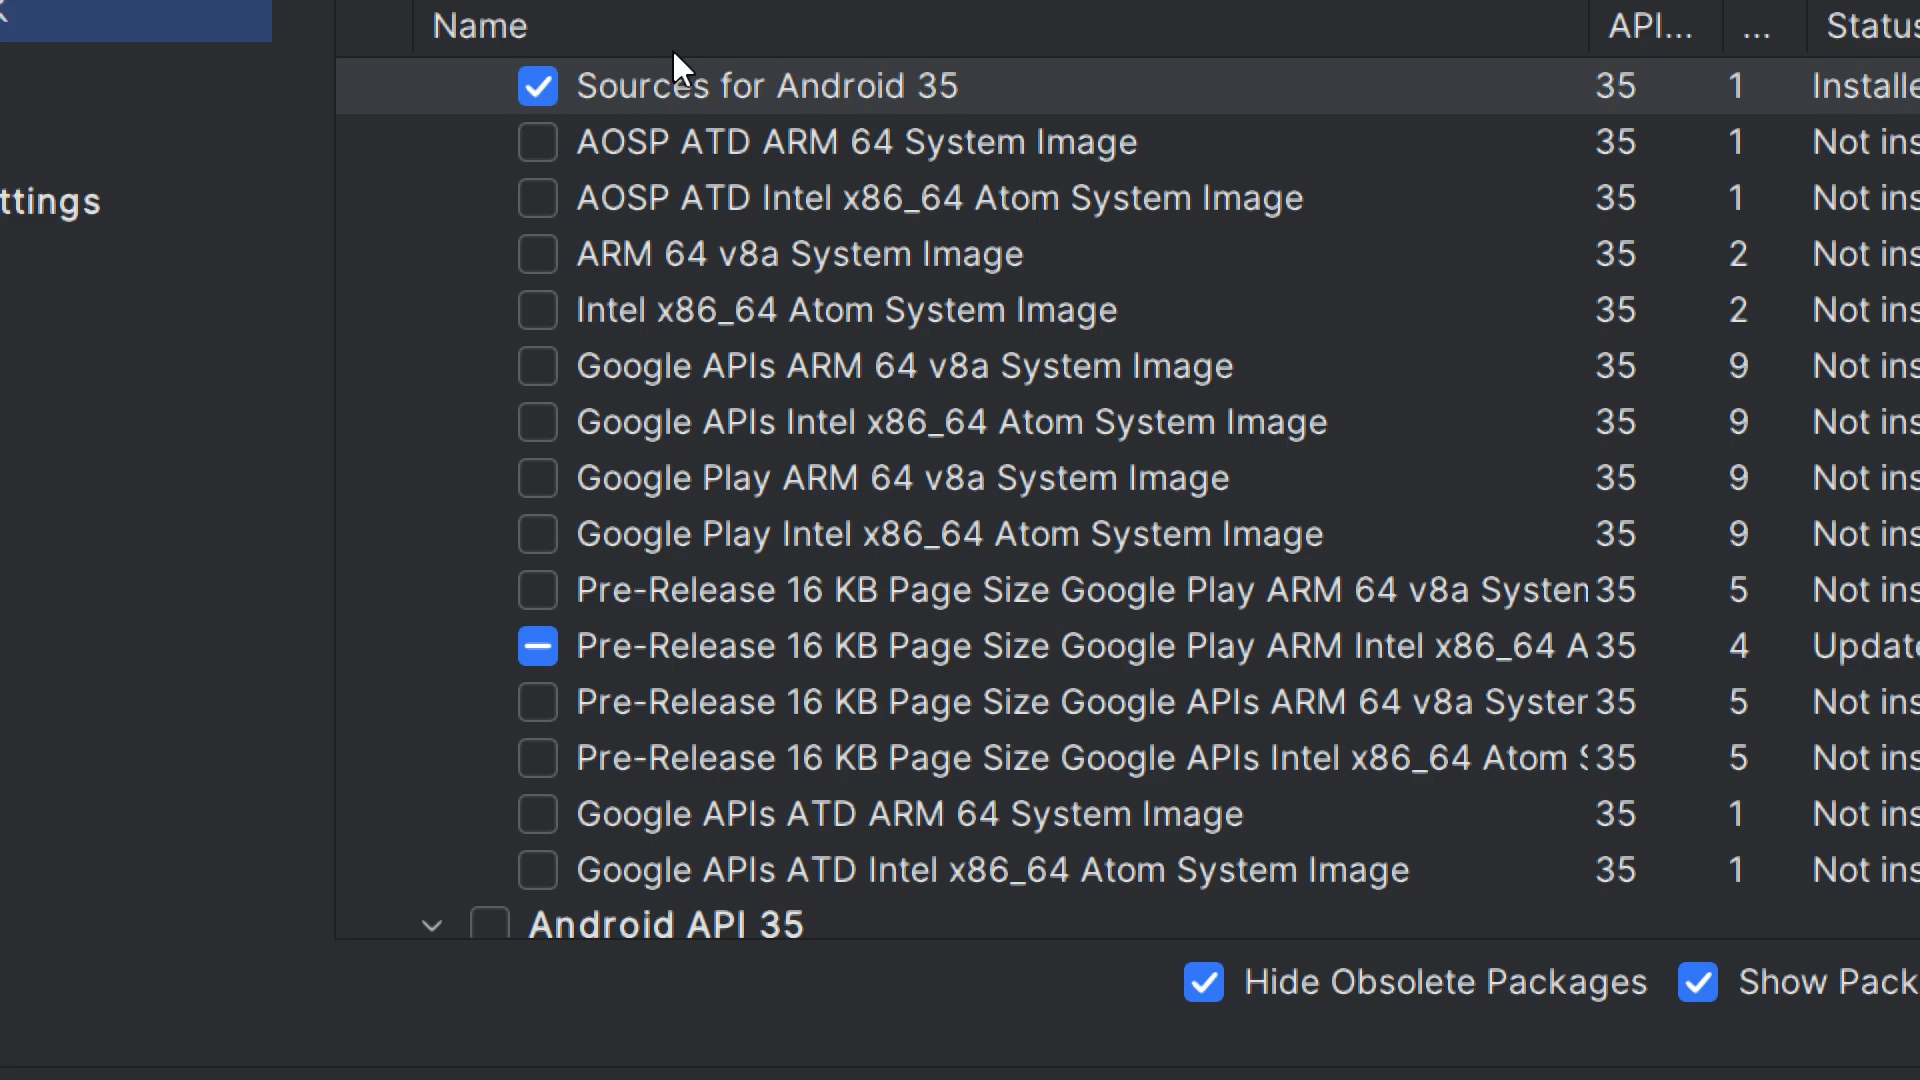 Name API... ... Status
Sources for Android 35 35 1 Installe
AOSP ATD ARM 64 System Image 35 1 Not ins
AOSP ATD Intel x86_64 Atom System Image 35 1 Not ins
ttings
ARM 64 v8a System Image 35 2 Not ins
Intel x86_64 Atom System Image 35 2 Not ins
Google APIs ARM 64 v8a System Image 35 9 Not ins
Google APIs Intel x86_64 Atom System Image 35 9 Not ins
Google Play ARM 64 v8a System Image 35 9 Not ins
Google Play Intel x86_64 Atom System Image 35 9 Not ins
Pre-Release 16 KB Page Size Google Play ARM 64 v8a System 35 5 Not ins
Pre-Release 16 KB Page Size Google Play ARM Intel x86_64 A 35 4 Update
Pre-Release 16 KB Page Size Google APIs ARM 64 v8a System 35 5 Not ins
Pre-Release 16 KB Page Size Google APIs Intel x86_64 Atom S 35 5 Not ins
Google APIs ATD ARM 64 System Image 35 1 Not ins
Google APIs ATD Intel x86_64 Atom System Image 35 1 Not ins
Android API 35
Hide Obsolete Packages Show Pack